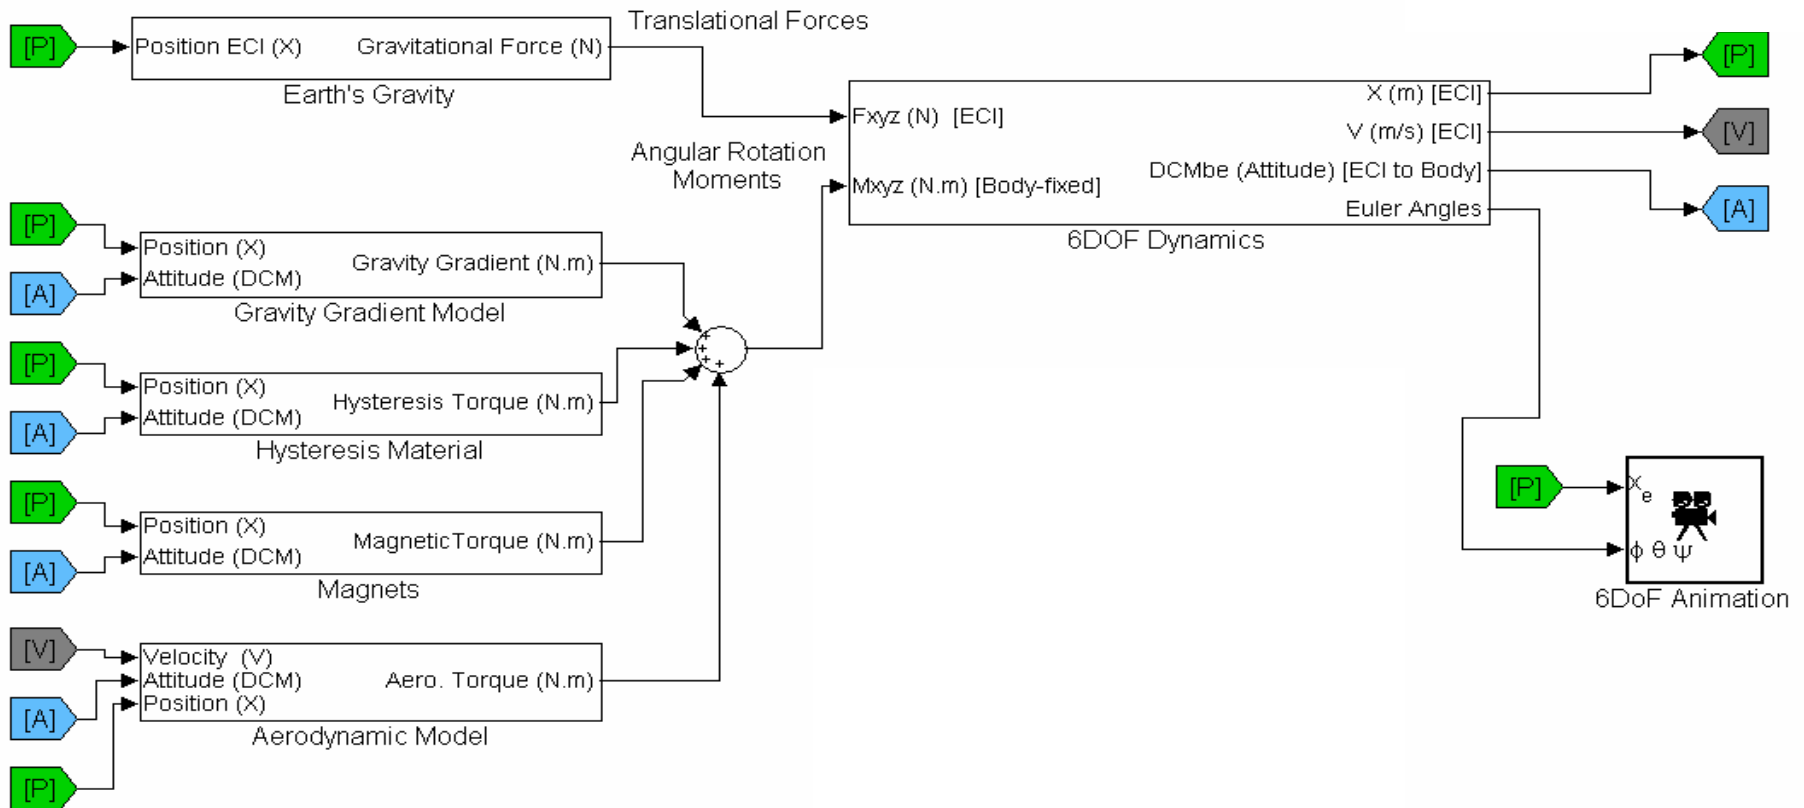 Translational Forces
[P]
Position ECI (X)
Gravitational Force (N)
Earth's Gravity
[P]
X (m) [ECI]
Fxyz (N) [ECI]
V (m/s) [ECI]
[V]
Angular Rotation
Moments
Mxyz (N.m) [Body-fixed]
DCMbe (Attitude) [ECI to Body]
[A]
Euler Angles
6DOF Dynamics
[P]
Position (X)
Gravity Gradient (N.m)
Attitude (DCM)
[A]
Gravity Gradient Model
+
+
+
+
[P]
Position (X)
Hysteresis Torque (N.m)
Attitude (DCM)
[A]
Hysteresis Material
[P]
Position (X)
MagneticTorque (N.m)
Attitude (DCM)
[A]
Magnets
[P]
Xe
ϕ θ ψ
6DoF Animation
[V]
Velocity (V)
Attitude (DCM)
Aero. Torque (N.m)
Position (X)
[A]
Aerodynamic Model
[P]